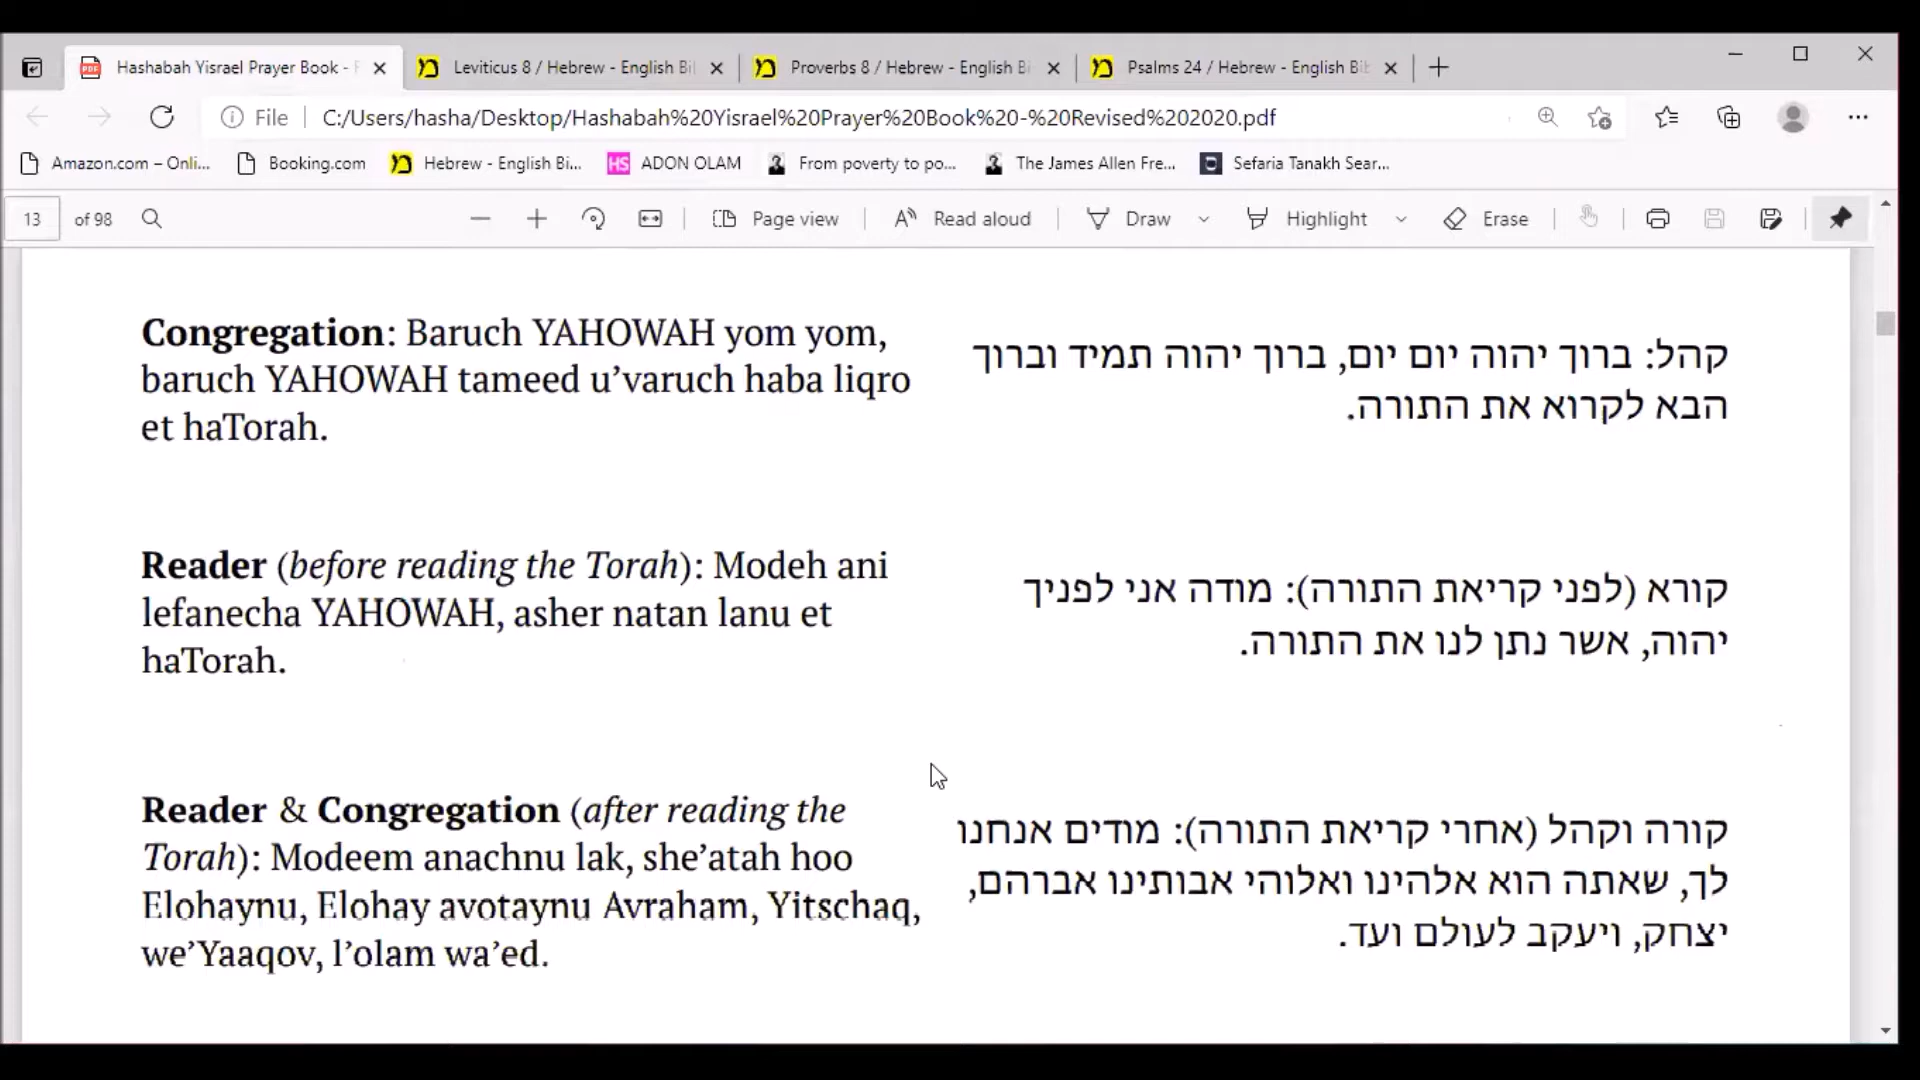 Hashabah Yisrael Prayer Book -
Leviticus 8 / Hebrew - English Bi
Proverbs 8 / Hebrew - English Bi
Psalms 24 / Hebrew - English Bib
File
C:/Users/hasha/Desktop/Hashabah%20Yisrael%20Prayer%20Book%20-%20Revised%202020.pdf
Amazon.com – Onli...
Booking.com
Hebrew - English Bi...
HS ADON OLAM
From poverty to po...
The James Allen Fre...
Sefaria Tanakh Sear...
13 of 98
Page view
Read aloud
Draw
Highlight
Erase
Congregation: Baruch YAHOWAH yom yom,
baruch YAHOWAH tameed u’varuch haba liqro
et haTorah.
קהל: ברוך יהוה יום יום, ברוך יהוה תמיד וברוך
הבא לקרוא את התורה.
Reader (before reading the Torah): Modeh ani
lefanecha YAHOWAH, asher natan lanu et
haTorah.
קורא (לפני קריאת התורה): מודה אני לפניך
יהוה, אשר נתן לנו את התורה.
Reader & Congregation (after reading the
Torah): Modeem anachnu lak, she’atah hoo
Elohaynu, Elohay avotaynu Avraham, Yitschaq,
we’Yaaqov, l’olam wa’ed.
קורה וקהל (אחרי קריאת התורה): מודים אנחנו
לך, שאתה הוא אלהינו ואלוהי אבותינו אברהם,
יצחק, ויעקב לעולם ועד.